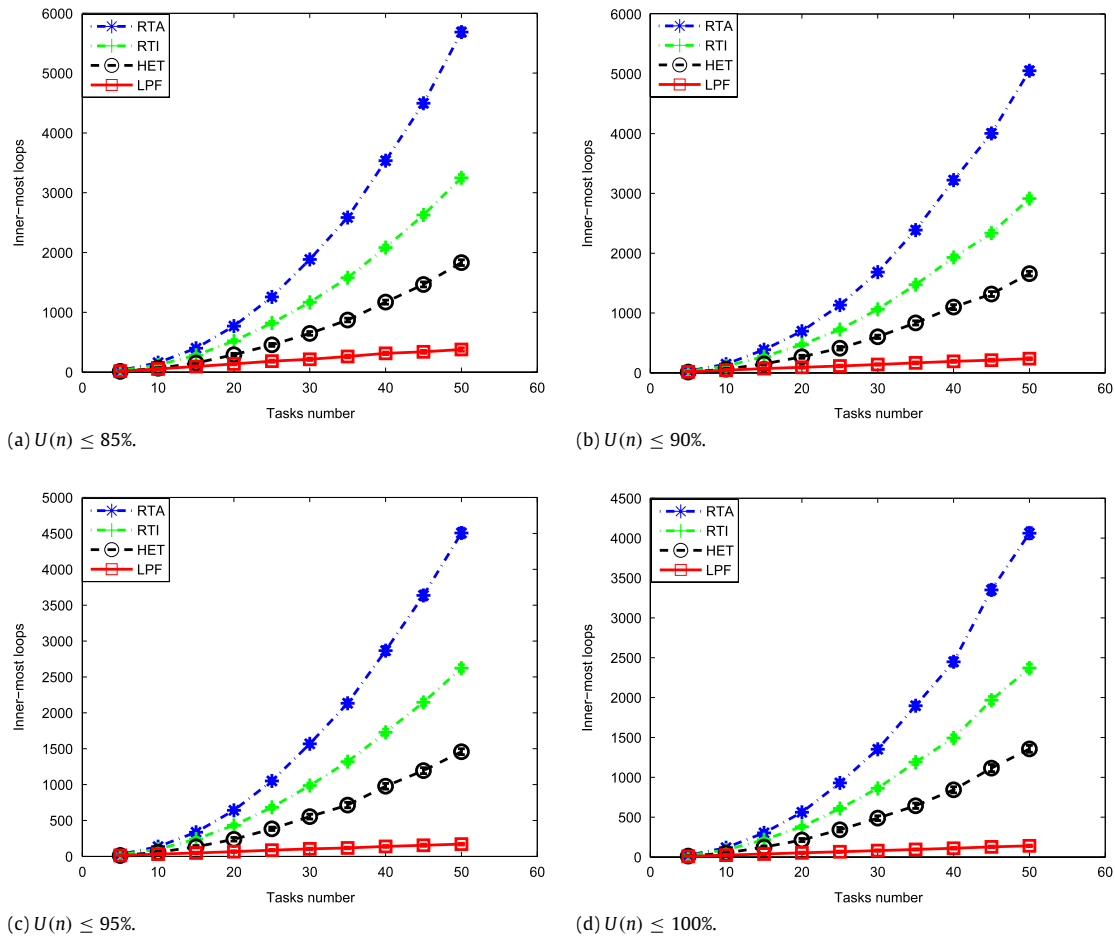 6000
5000
4000
3000
2000
1000
0
Inner-most loops
RTA
RTI
HET
LPF
0 10 20 30 40 50 60
Tasks number
(a) U(n) ≤ 85%.
6000
5000
4000
3000
2000
1000
0
Inner-most loops
RTA
RTI
HET
LPF
0 10 20 30 40 50 60
Tasks number
(b) U(n) ≤ 90%.
5000
4500
4000
3500
3000
2500
2000
1500
1000
500
0
Inner-most loops
RTA
RTI
HET
LPF
0 10 20 30 40 50 60
Tasks number
(c) U(n) ≤ 95%.
4500
4000
3500
3000
2500
2000
1500
1000
500
0
Inner-most loops
RTA
RTI
HET
LPF
0 10 20 30 40 50 60
Tasks number
(d) U(n) ≤ 100%.